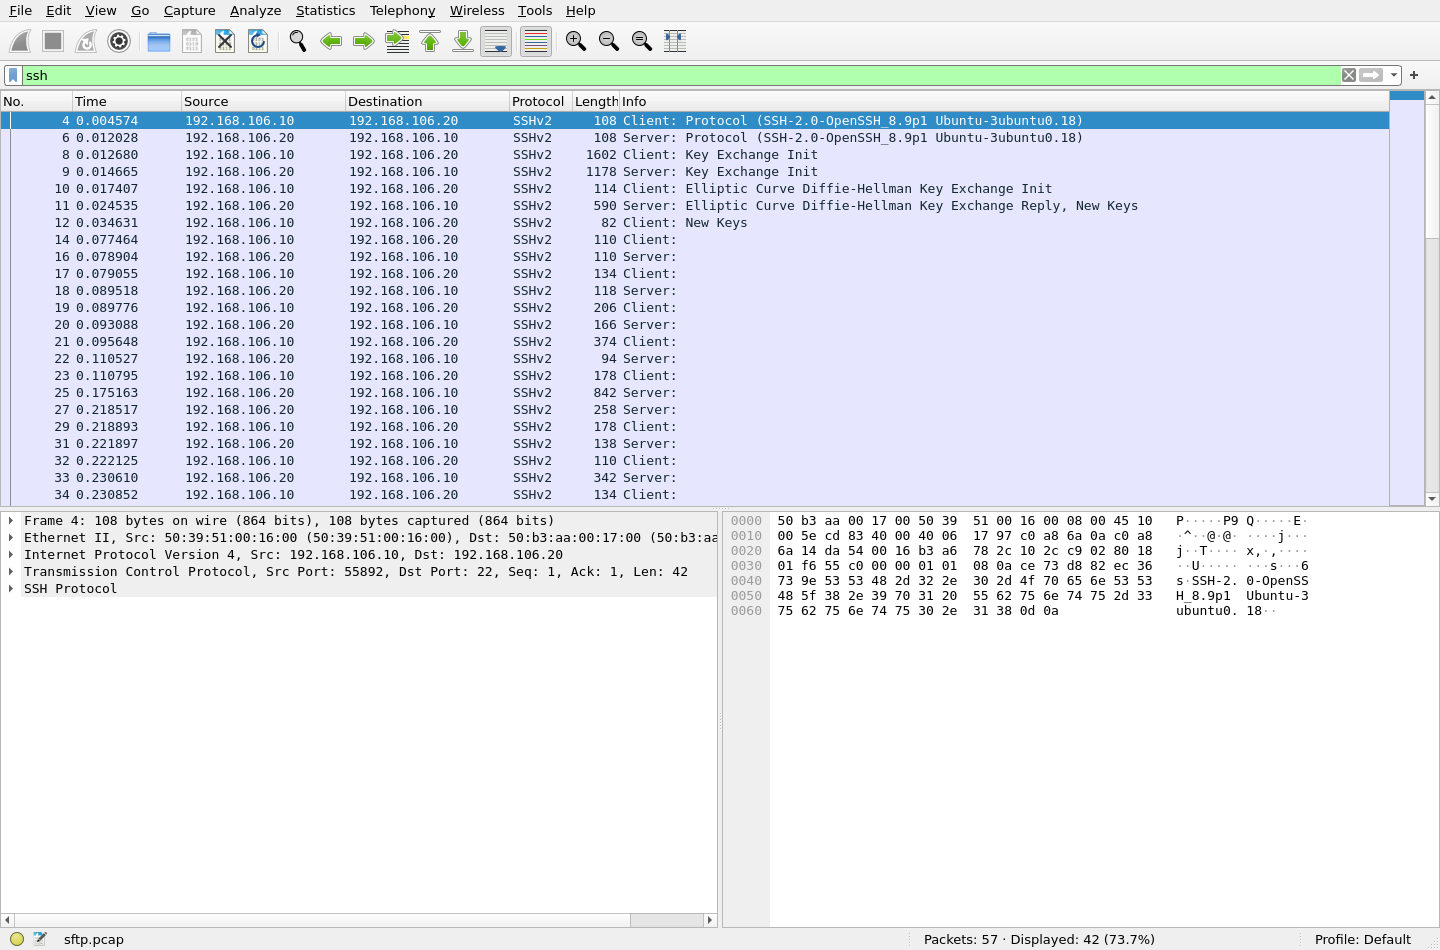 File Edit View Go Capture Analyze Statistics Telephony Wireless Tools Help
ssh
No. Time Source Destination Protocol Length Info
4 0.004574 192.168.106.10 192.168.106.20 SSHv2 108 Client: Protocol (SSH-2.0-OpenSSH_8.9p1 Ubuntu-3ubuntu0.18)
6 0.012028 192.168.106.20 192.168.106.10 SSHv2 108 Server: Protocol (SSH-2.0-OpenSSH_8.9p1 Ubuntu-3ubuntu0.18)
8 0.012680 192.168.106.10 192.168.106.20 SSHv2 1602 Client: Key Exchange Init
9 0.014665 192.168.106.20 192.168.106.10 SSHv2 1178 Server: Key Exchange Init
10 0.017407 192.168.106.10 192.168.106.20 SSHv2 114 Client: Elliptic Curve Diffie-Hellman Key Exchange Init
11 0.024535 192.168.106.20 192.168.106.10 SSHv2 590 Server: Elliptic Curve Diffie-Hellman Key Exchange Reply, New Keys
12 0.034631 192.168.106.10 192.168.106.20 SSHv2 82 Client: New Keys
14 0.077464 192.168.106.10 192.168.106.20 SSHv2 110 Client:
16 0.078904 192.168.106.20 192.168.106.10 SSHv2 110 Server:
17 0.079055 192.168.106.10 192.168.106.20 SSHv2 134 Client:
18 0.089518 192.168.106.20 192.168.106.10 SSHv2 118 Server:
19 0.089776 192.168.106.10 192.168.106.20 SSHv2 206 Client:
20 0.093088 192.168.106.20 192.168.106.10 SSHv2 166 Server:
21 0.095648 192.168.106.10 192.168.106.20 SSHv2 374 Client:
22 0.110527 192.168.106.20 192.168.106.10 SSHv2 94 Server:
23 0.110795 192.168.106.10 192.168.106.20 SSHv2 178 Client:
25 0.175163 192.168.106.20 192.168.106.10 SSHv2 842 Server:
27 0.218517 192.168.106.20 192.168.106.10 SSHv2 258 Server:
29 0.218893 192.168.106.10 192.168.106.20 SSHv2 178 Client:
31 0.221897 192.168.106.20 192.168.106.10 SSHv2 138 Server:
32 0.222125 192.168.106.10 192.168.106.20 SSHv2 110 Client:
33 0.230610 192.168.106.20 192.168.106.10 SSHv2 342 Server:
34 0.230852 192.168.106.10 192.168.106.20 SSHv2 134 Client:
Frame 4: 108 bytes on wire (864 bits), 108 bytes captured (864 bits)
Ethernet II, Src: 50:39:51:00:16:00 (50:39:51:00:16:00), Dst: 50:b3:aa:00:17:00 (50:b3:aa
Internet Protocol Version 4, Src: 192.168.106.10, Dst: 192.168.106.20
Transmission Control Protocol, Src Port: 55892, Dst Port: 22, Seq: 1, Ack: 1, Len: 42
SSH Protocol
0000 50 b3 aa 00 17 00 50 39 51 00 16 00 08 00 45 10 P·····P9 Q·····E·
0010 00 5e cd 83 40 00 40 06 17 97 c0 a8 6a 0a c0 a8 ·^··@·@· ····j···
0020 6a 14 da 54 00 16 b3 a6 78 2c 10 2c c9 02 80 18 j··T···· x,·,····
0030 01 f6 55 c0 00 00 01 01 08 0a ce 73 d8 82 ec 36 ··U····· ···s···6
0040 73 9e 53 53 48 2d 32 2e 30 2d 4f 70 65 6e 53 53 s·SSH-2. 0-OpenSS
0050 48 5f 38 2e 39 70 31 20 55 62 75 6e 74 75 2d 33 H_8.9p1 Ubuntu-3
0060 75 62 75 6e 74 75 30 2e 31 38 0d 0a ubuntu0. 18··
sftp.pcap Packets: 57 · Displayed: 42 (73.7%) Profile: Default